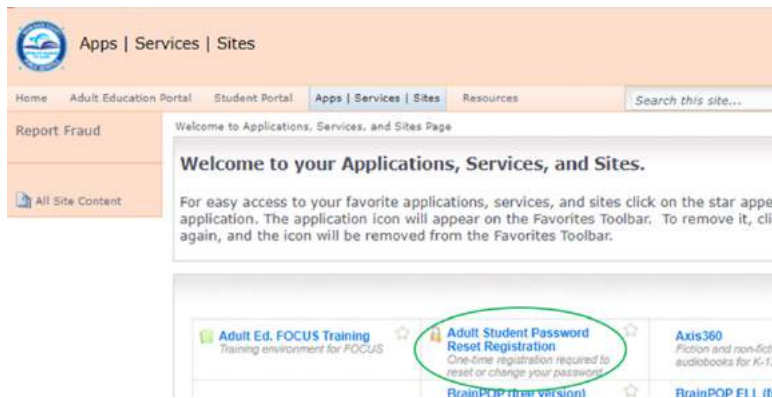 Apps | Services | Sites
Home Adult Education Portal Student Portal Apps | Services | Sites Resources Search this site...
Report Fraud
Welcome to Applications, Services, and Sites Page
Welcome to your Applications, Services, and Sites.
All Site Content
For easy access to your favorite applications, services, and sites click on the star appe
application. The application icon will appear on the Favorites Toolbar. To remove it, cli
again, and the icon will be removed from the Favorites Toolbar.
Adult Ed. FOCUS Training
Training environment for FOCUS
Adult Student Password
Reset Registration
One-time registration required to
reset or change your password
Axis360
Fiction and non-fict
audiobooks for K-1
BrainPOP (free version)
BrainPOP ELL (f